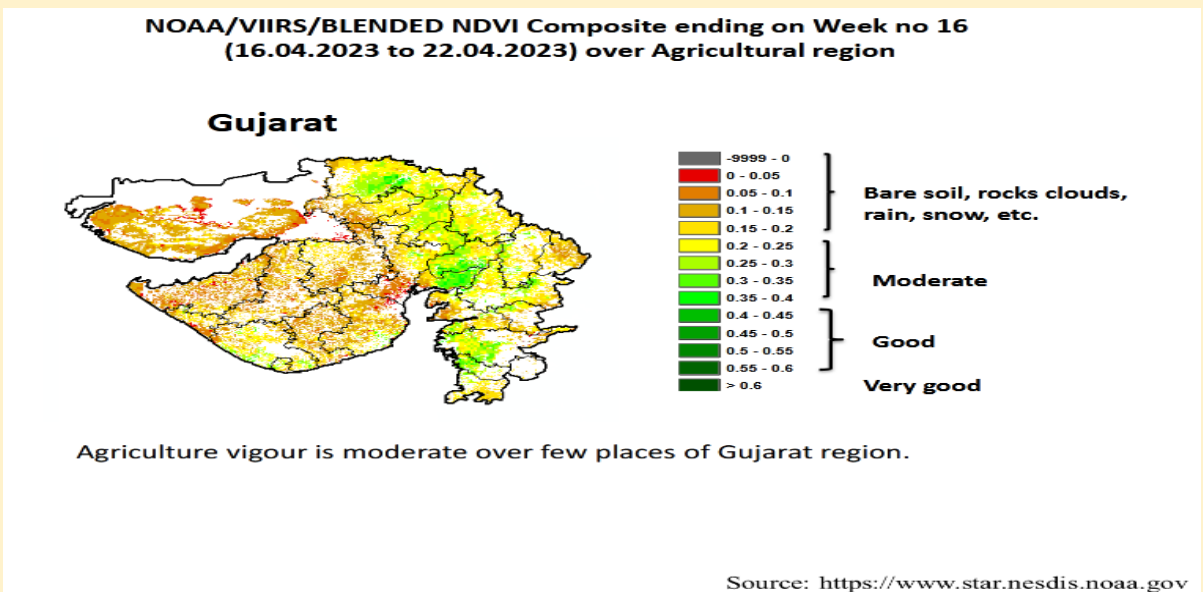 NOAA/VIIRS/BLENDED NDVI Composite ending on Week no 16
(16.04.2023 to 22.04.2023) over Agricultural region
Gujarat
-9999 - 0
0 - 0.05
0.05 - 0.1
0.1 - 0.15
0.15 - 0.2
0.2 - 0.25
0.25 - 0.3
0.3 - 0.35
0.35 - 0.4
0.4 - 0.45
0.45 - 0.5
0.5 - 0.55
0.55 - 0.6
> 0.6
Bare soil, rocks clouds,
rain, snow, etc.
Moderate
Good
Very good
Agriculture vigour is moderate over few places of Gujarat region.
Source: https://www.star.nesdis.noaa.gov